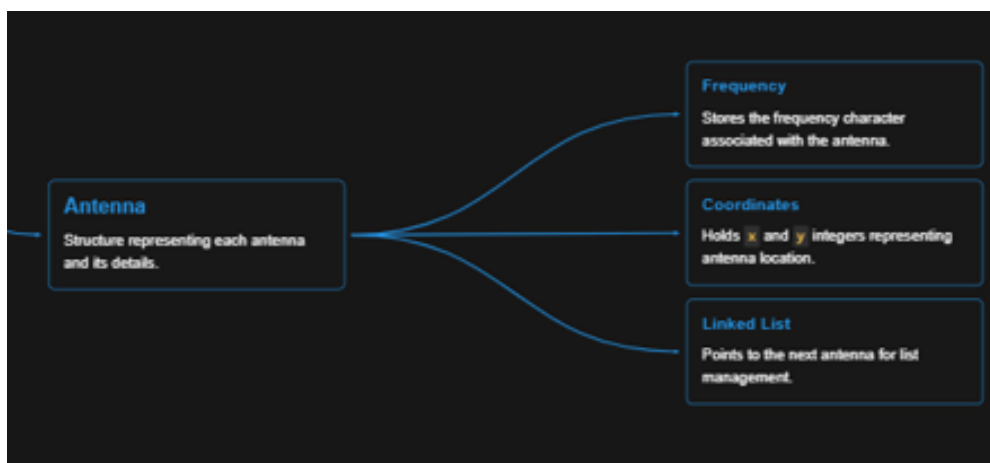 Antenna
Structure representing each antenna
and its details.
Frequency
Stores the frequency character
associated with the antenna.
Coordinates
Holds x and y integers representing
antenna location.
Linked List
Points to the next antenna for list
management.